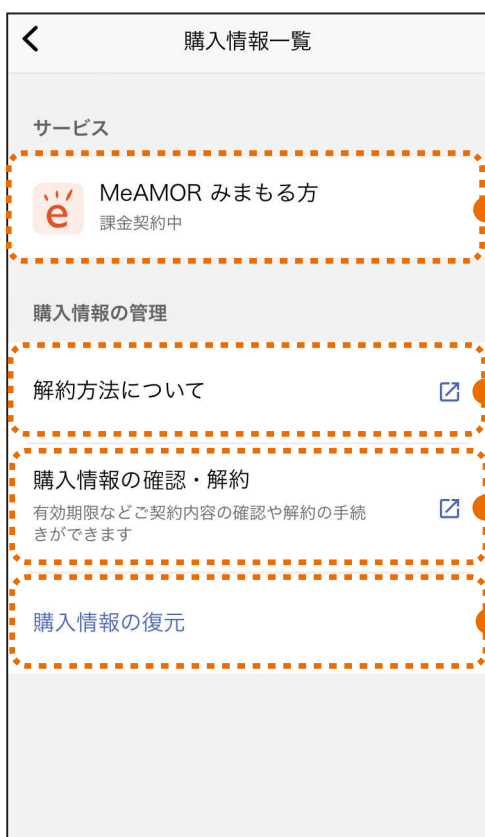 購入情報一覧
サービス
MeAMOR みまもる方
課金契約中
購入情報の管理
解約方法について
購入情報の確認・解約
有効期限などご契約内容の確認や解約の手続
きができます
購入情報の復元